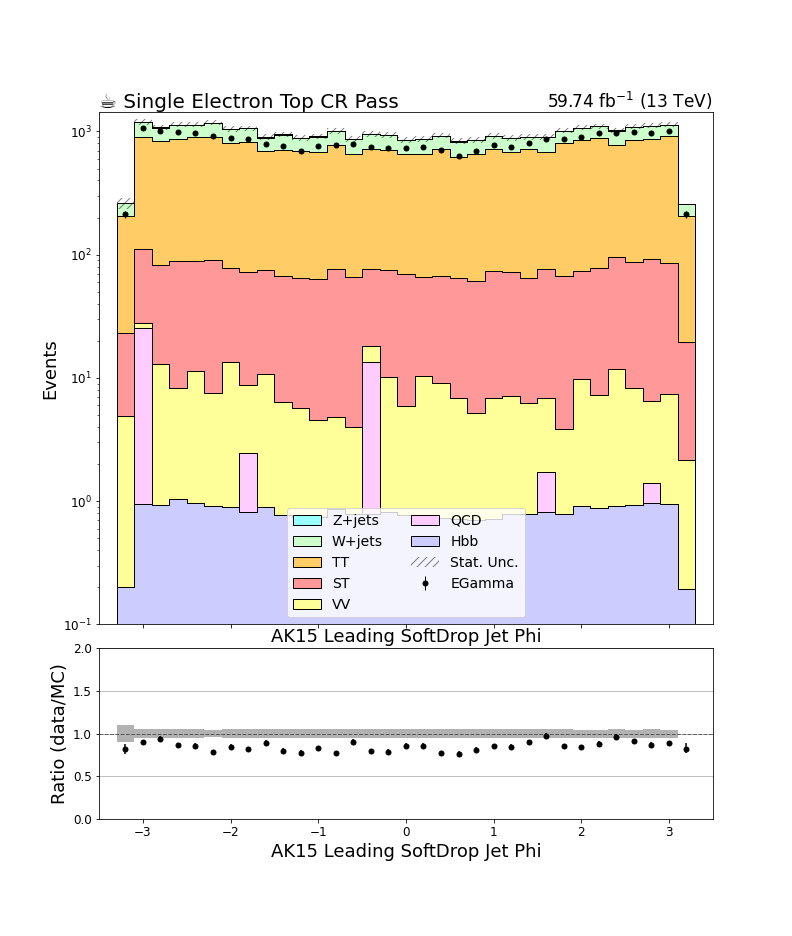 ☕ Single Electron Top CR Pass 59.74 fb⁻¹ (13 TeV)
10³
10²
10¹
10⁰
10⁻¹
Events
Z+jets QCD
W+jets Hbb
TT Stat. Unc.
ST EGamma
VV
AK15 Leading SoftDrop Jet Phi
2.0
1.5
1.0
0.5
0.0
Ratio (data/MC)
−3 −2 −1 0 1 2 3
AK15 Leading SoftDrop Jet Phi